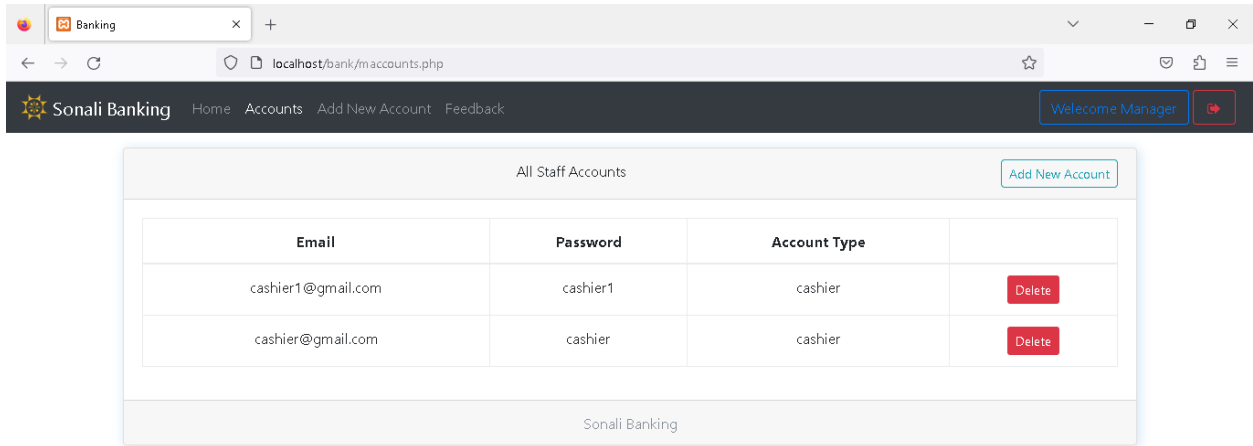 Banking
localhost/bank/maccounts.php
Sonali Banking Home Accounts Add New Account Feedback Welecome Manager
All Staff Accounts Add New Account
Email Password Account Type
cashier1@gmail.com cashier1 cashier Delete
cashier@gmail.com cashier cashier Delete
Sonali Banking